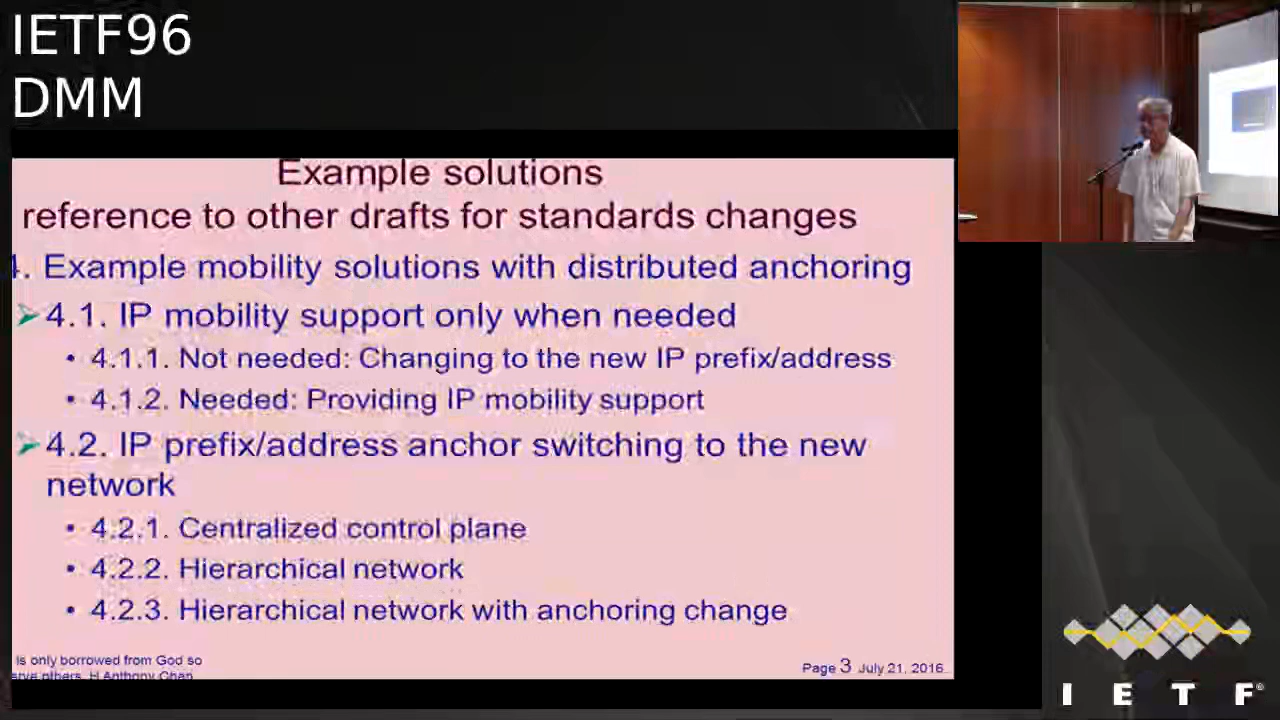 IETF96
DMM
Example solutions
reference to other drafts for standards changes
4. Example mobility solutions with distributed anchoring
4.1. IP mobility support only when needed
• 4.1.1. Not needed: Changing to the new IP prefix/address
• 4.1.2. Needed: Providing IP mobility support
4.2. IP prefix/address anchor switching to the new
network
• 4.2.1. Centralized control plane
• 4.2.2. Hierarchical network
• 4.2.3. Hierarchical network with anchoring change
is only borrowed from God so
others. H Anthony Chan
Page 3 July 21, 2016
I E T F®